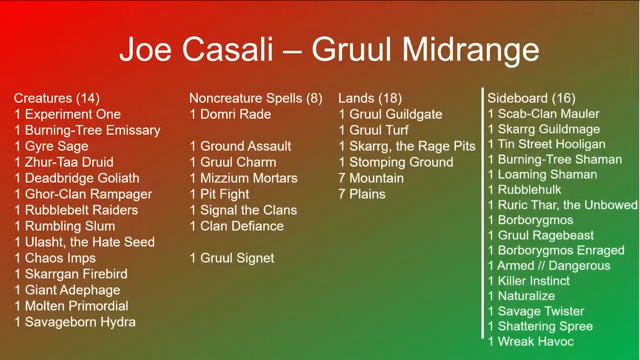 Joe Casali – Gruul Midrange
Creatures (14)
1 Experiment One
1 Burning-Tree Emissary
1 Gyre Sage
1 Zhur-Taa Druid
1 Deadbridge Goliath
1 Ghor-Clan Rampager
1 Rubblebelt Raiders
1 Rumbling Slum
1 Ulasht, the Hate Seed
1 Chaos Imps
1 Skarrgan Firebird
1 Giant Adephage
1 Molten Primordial
1 Savageborn Hydra
Noncreature Spells (8)
1 Domri Rade
1 Ground Assault
1 Gruul Charm
1 Mizzium Mortars
1 Pit Fight
1 Signal the Clans
1 Clan Defiance
1 Gruul Signet
Lands (18)
1 Gruul Guildgate
1 Gruul Turf
1 Skarrg, the Rage Pits
1 Stomping Ground
7 Mountain
7 Plains
Sideboard (16)
1 Scab-Clan Mauler
1 Skarrg Guildmage
1 Tin Street Hooligan
1 Burning-Tree Shaman
1 Loaming Shaman
1 Rubblehulk
1 Ruric Thar, the Unbowed
1 Borborygmos
1 Gruul Ragebeast
1 Borborygmos Enraged
1 Armed // Dangerous
1 Killer Instinct
1 Naturalize
1 Savage Twister
1 Shattering Spree
1 Wreak Havoc